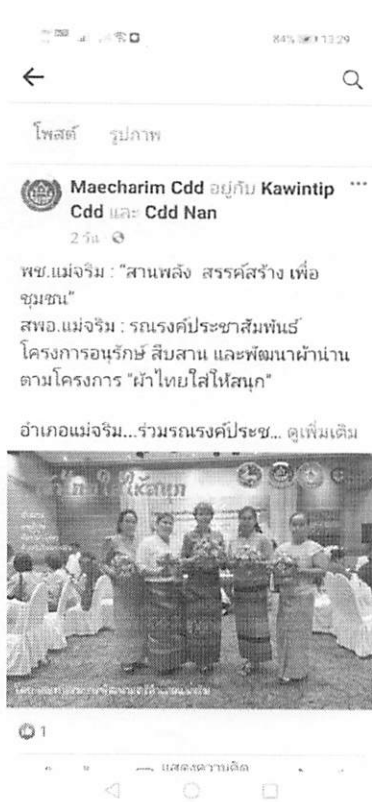 84% 13:29
โพสต์ รูปภาพ
Maecharim Cdd อยู่กับ Kawintip
Cdd และ Cdd Nan
2 วัน
พช.แม่จริม : "สานพลัง สรรค์สร้าง เพื่อ
ชุมชน"
สพอ.แม่จริม : รณรงค์ประชาสัมพันธ์
โครงการอนุรักษ์ สืบสาน และพัฒนาผ้าน่าน
ตามโครงการ "ผ้าไทยใส่ให้สนุก"
อำเภอแม่จริม...ร่วมรณรงค์ประช... ดูเพิ่มเติม
ใส่ให้สนุก
1
แสดงความคิด